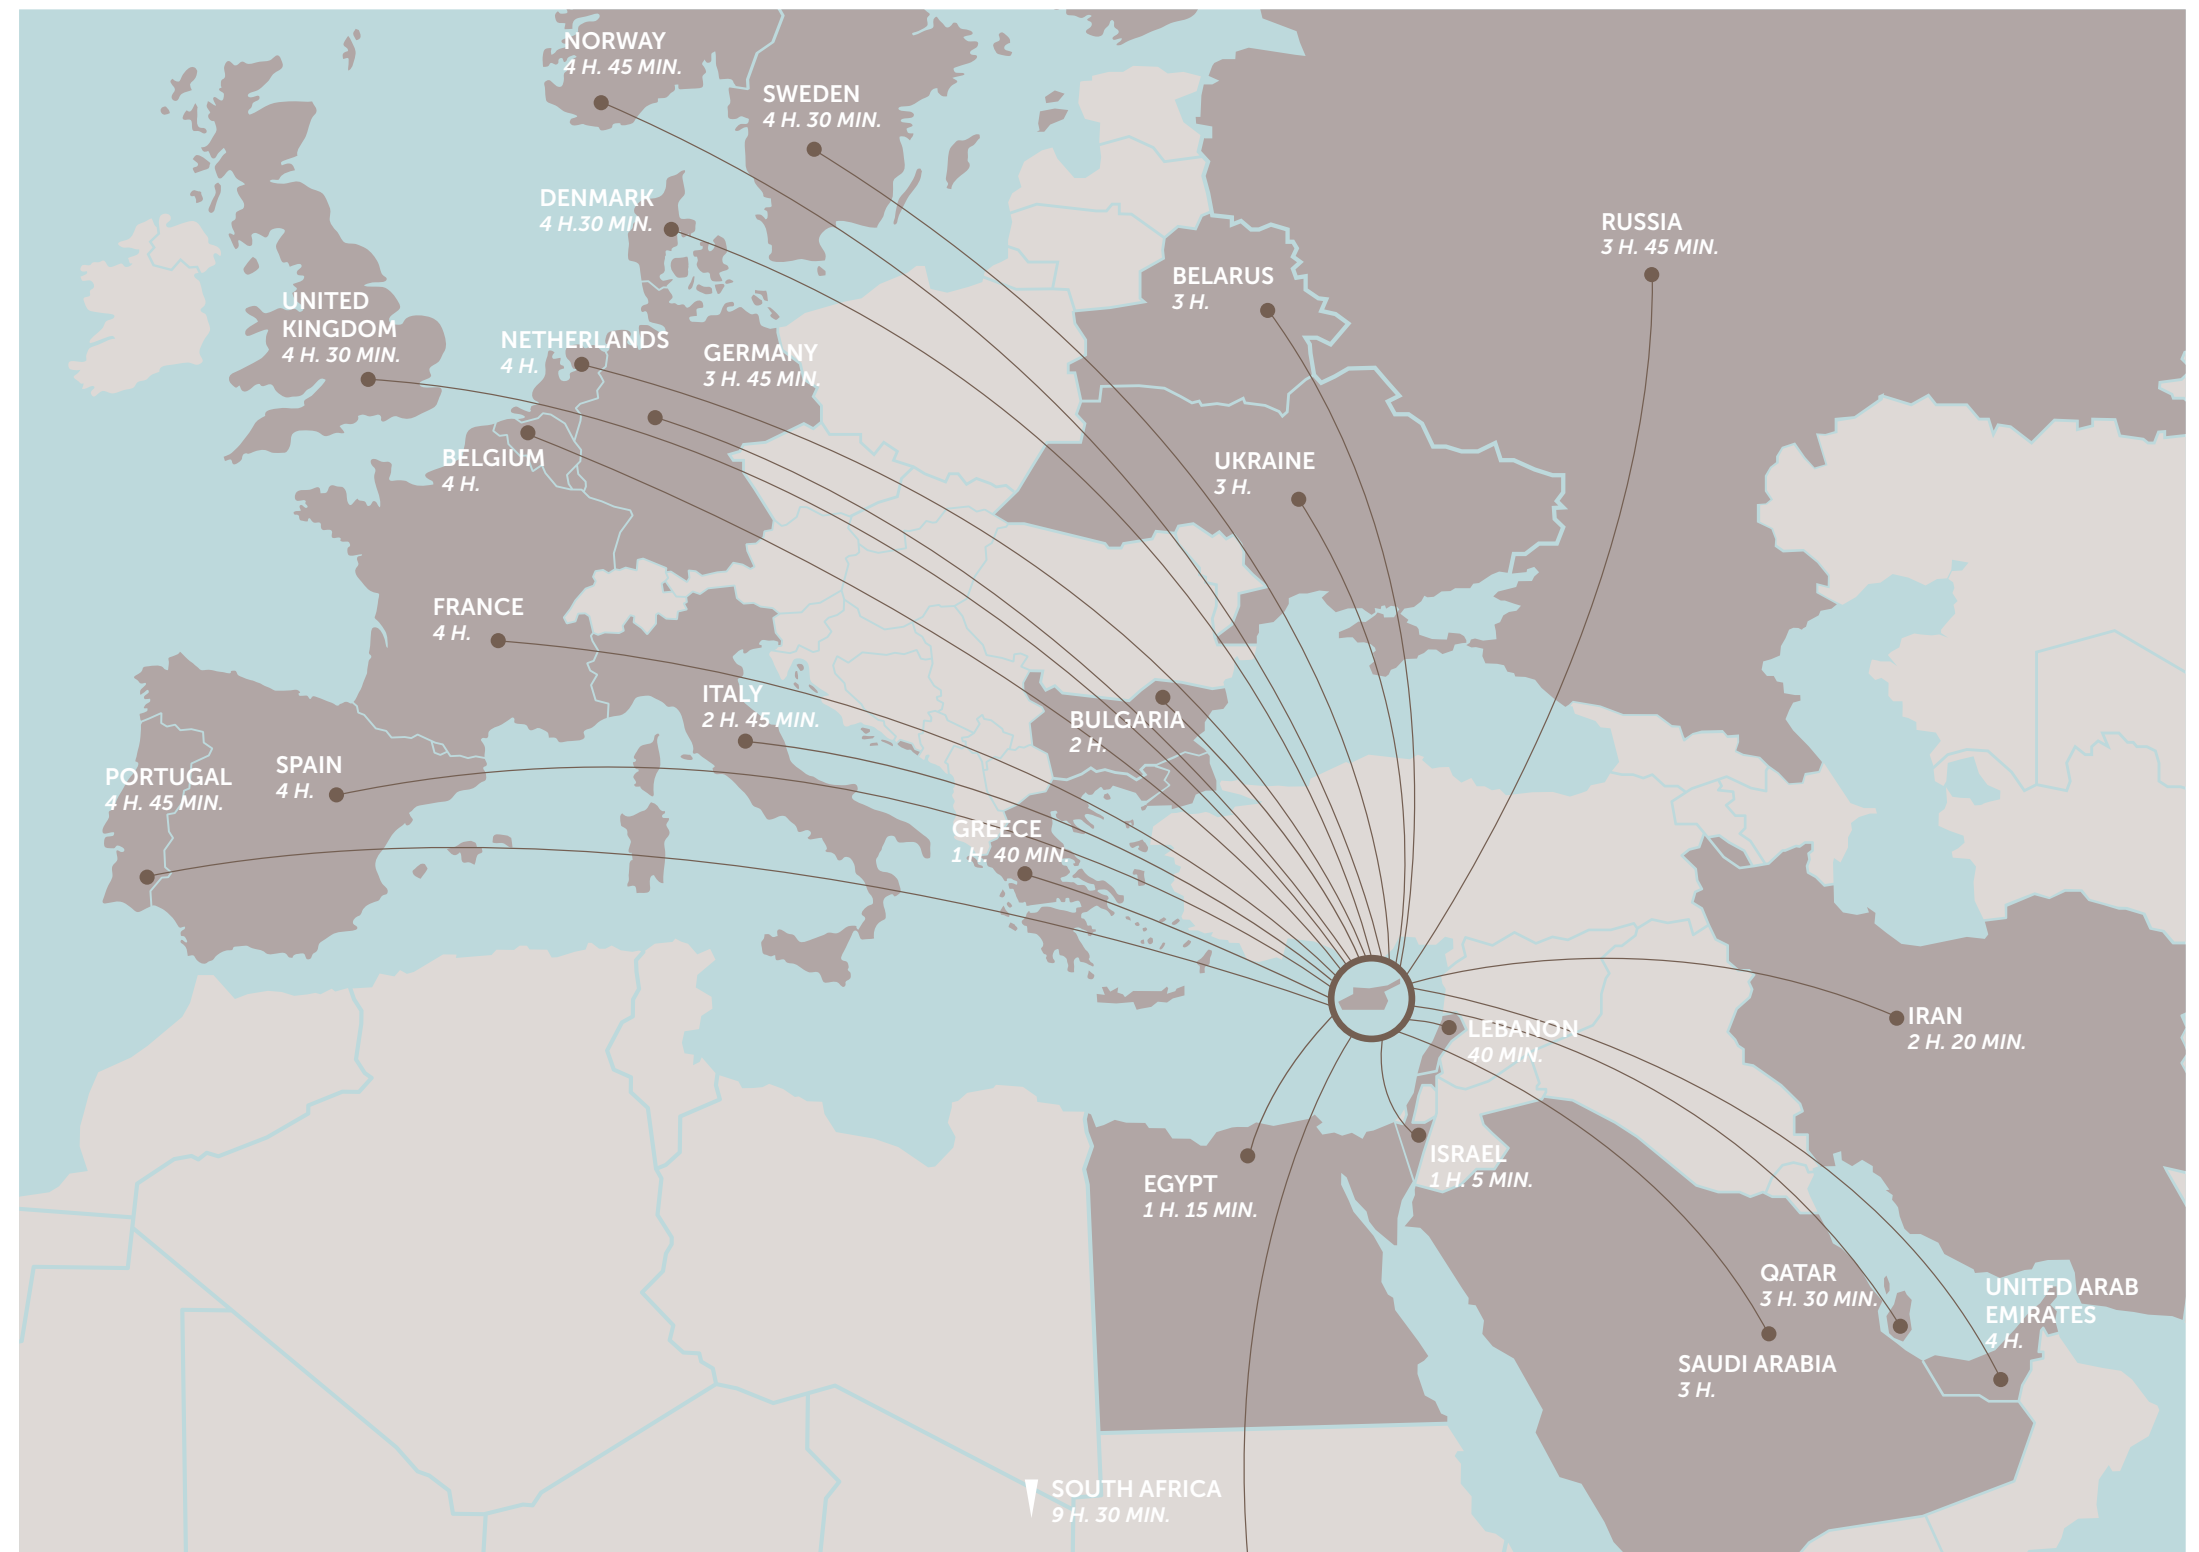 NORWAY
4 H. 45 MIN.
SWEDEN
4 H. 30 MIN.
DENMARK
4 H.30 MIN.
RUSSIA
3 H. 45 MIN.
BELARUS
3 H.
UNITED
KINGDOM
4 H. 30 MIN.
NETHERLANDS
4 H.
GERMANY
3 H. 45 MIN.
BELGIUM
4 H.
UKRAINE
3 H.
FRANCE
4 H.
ITALY
2 H. 45 MIN.
BULGARIA
2 H.
SPAIN
4 H.
PORTUGAL
4 H. 45 MIN.
GREECE
1 H. 40 MIN.
IRAN
2 H. 20 MIN.
LEBANON
40 MIN.
ISRAEL
1 H. 5 MIN.
EGYPT
1 H. 15 MIN.
QATAR
3 H. 30 MIN.
UNITED ARAB
EMIRATES
4 H.
SAUDI ARABIA
3 H.
SOUTH AFRICA
9 H. 30 MIN.